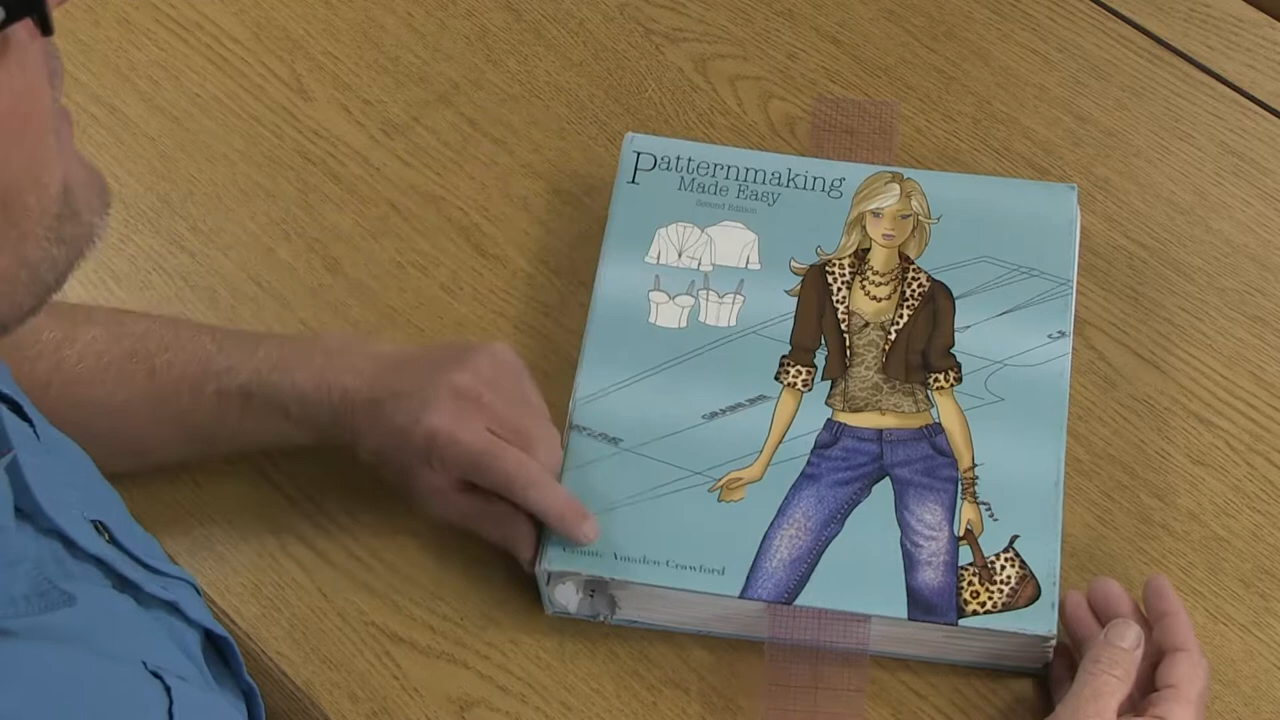 Patternmaking
Made Easy
Second Edition
GRAINLINE
Connie Amaden-Crawford